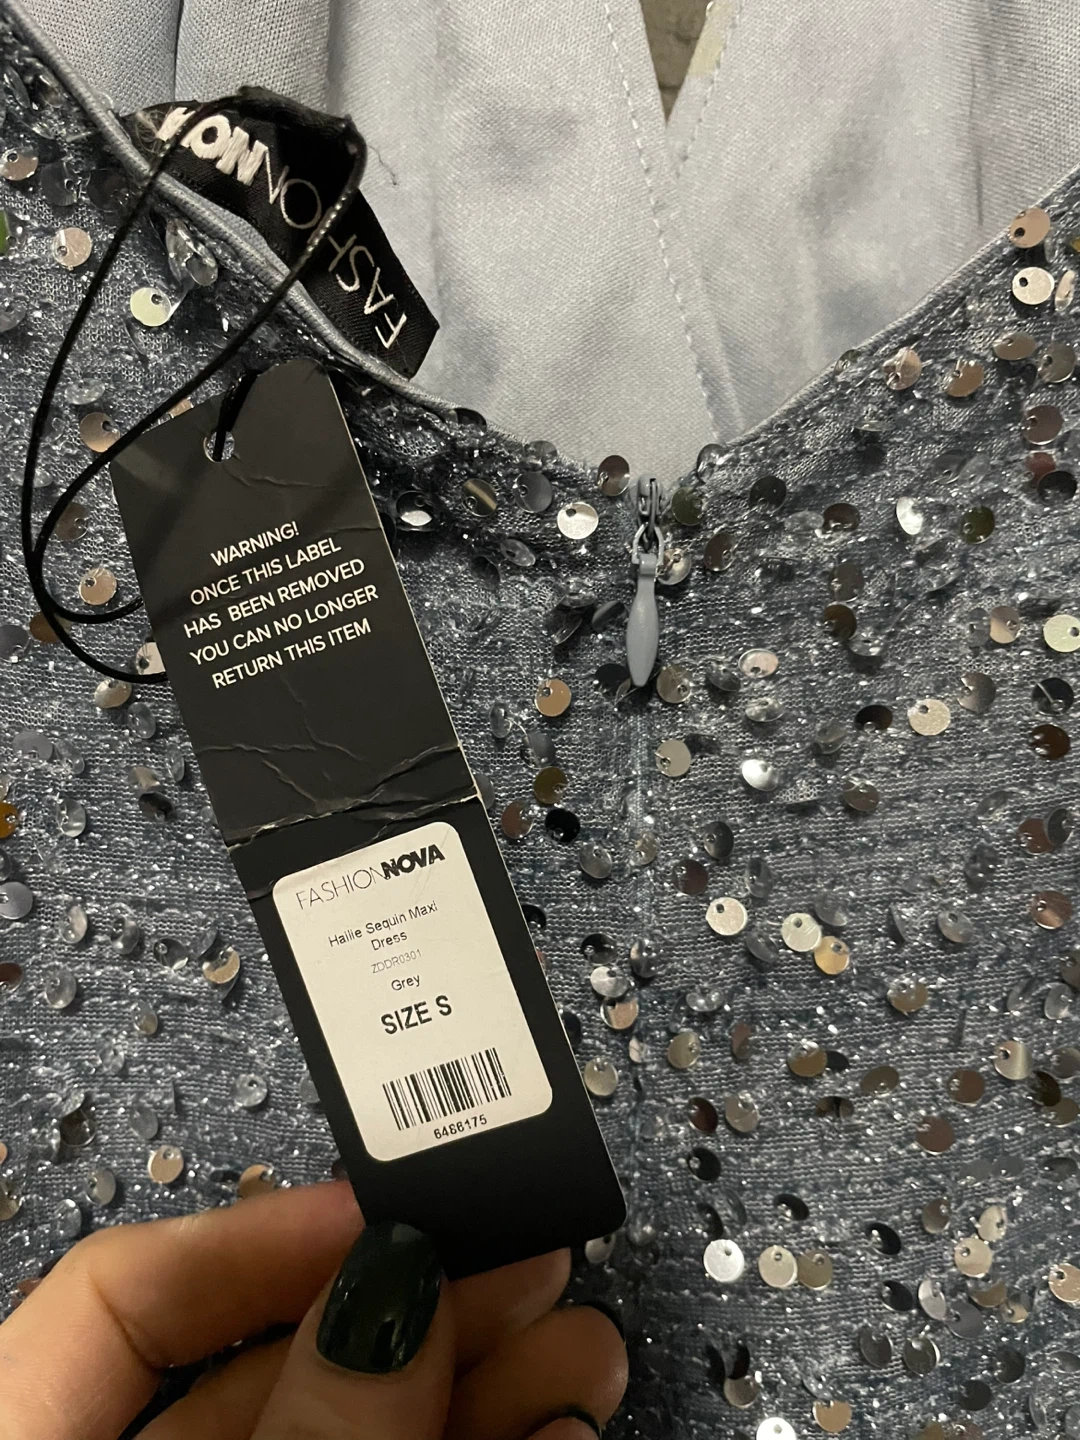 FASHIONNOVA
WARNING!
ONCE THIS LABEL
HAS BEEN REMOVED
YOU CAN NO LONGER
RETURN THIS ITEM
FASHIONNOVA
Hailie Sequin Maxi
Dress
ZDDR0301
Grey
SIZE S
6486175